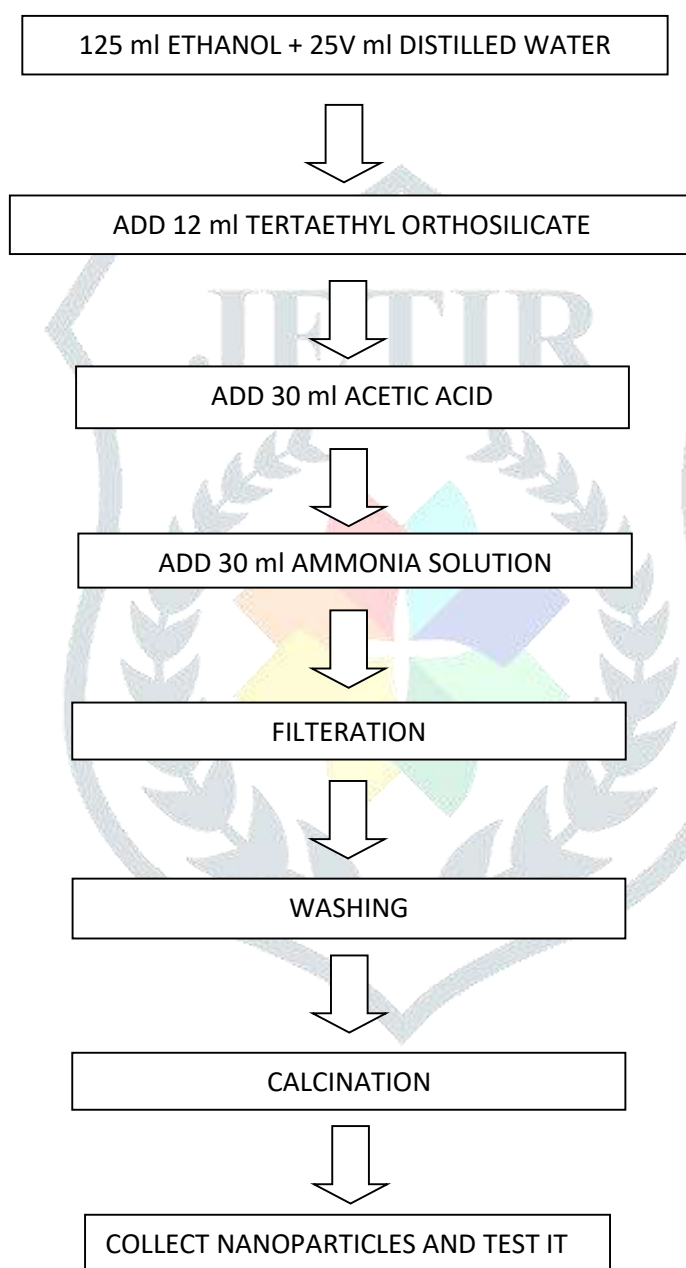 125 ml ETHANOL + 25V ml DISTILLED WATER
ADD 12 ml TERTAETHYL ORTHOSILICATE
JETIR
ADD 30 ml ACETIC ACID
ADD 30 ml AMMONIA SOLUTION
FILTERATION
WASHING
CALCINATION
COLLECT NANOPARTICLES AND TEST IT